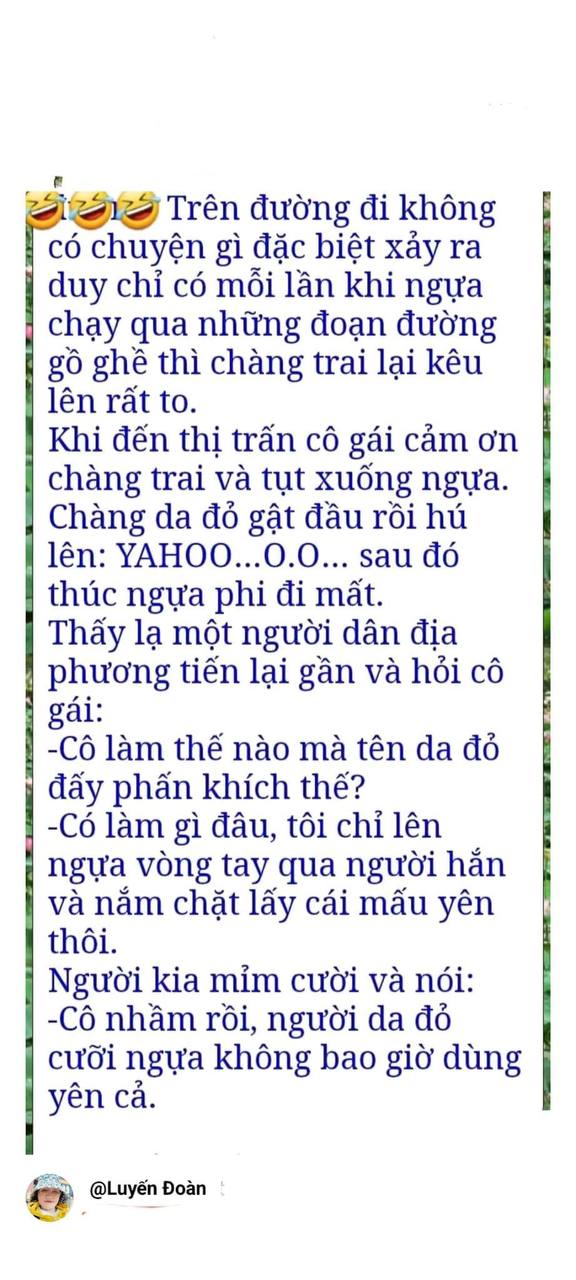 🤣🤣🤣 Trên đường đi không
có chuyện gì đặc biệt xảy ra
duy chỉ có mỗi lần khi ngựa
chạy qua những đoạn đường
gồ ghề thì chàng trai lại kêu
lên rất to.
Khi đến thị trấn cô gái cảm ơn
chàng trai và tụt xuống ngựa.
Chàng da đỏ gật đầu rồi hú
lên: YAHOO...O.O... sau đó
thúc ngựa phi đi mất.
Thấy lạ một người dân địa
phương tiến lại gần và hỏi cô
gái:
-Cô làm thế nào mà tên da đỏ
đấy phấn khích thế?
-Có làm gì đâu, tôi chỉ lên
ngựa vòng tay qua người hắn
và nắm chặt lấy cái mấu yên
thôi.
Người kia mỉm cười và nói:
-Cô nhầm rồi, người da đỏ
cưỡi ngựa không bao giờ dùng
yên cả.
@Luyến Đoàn